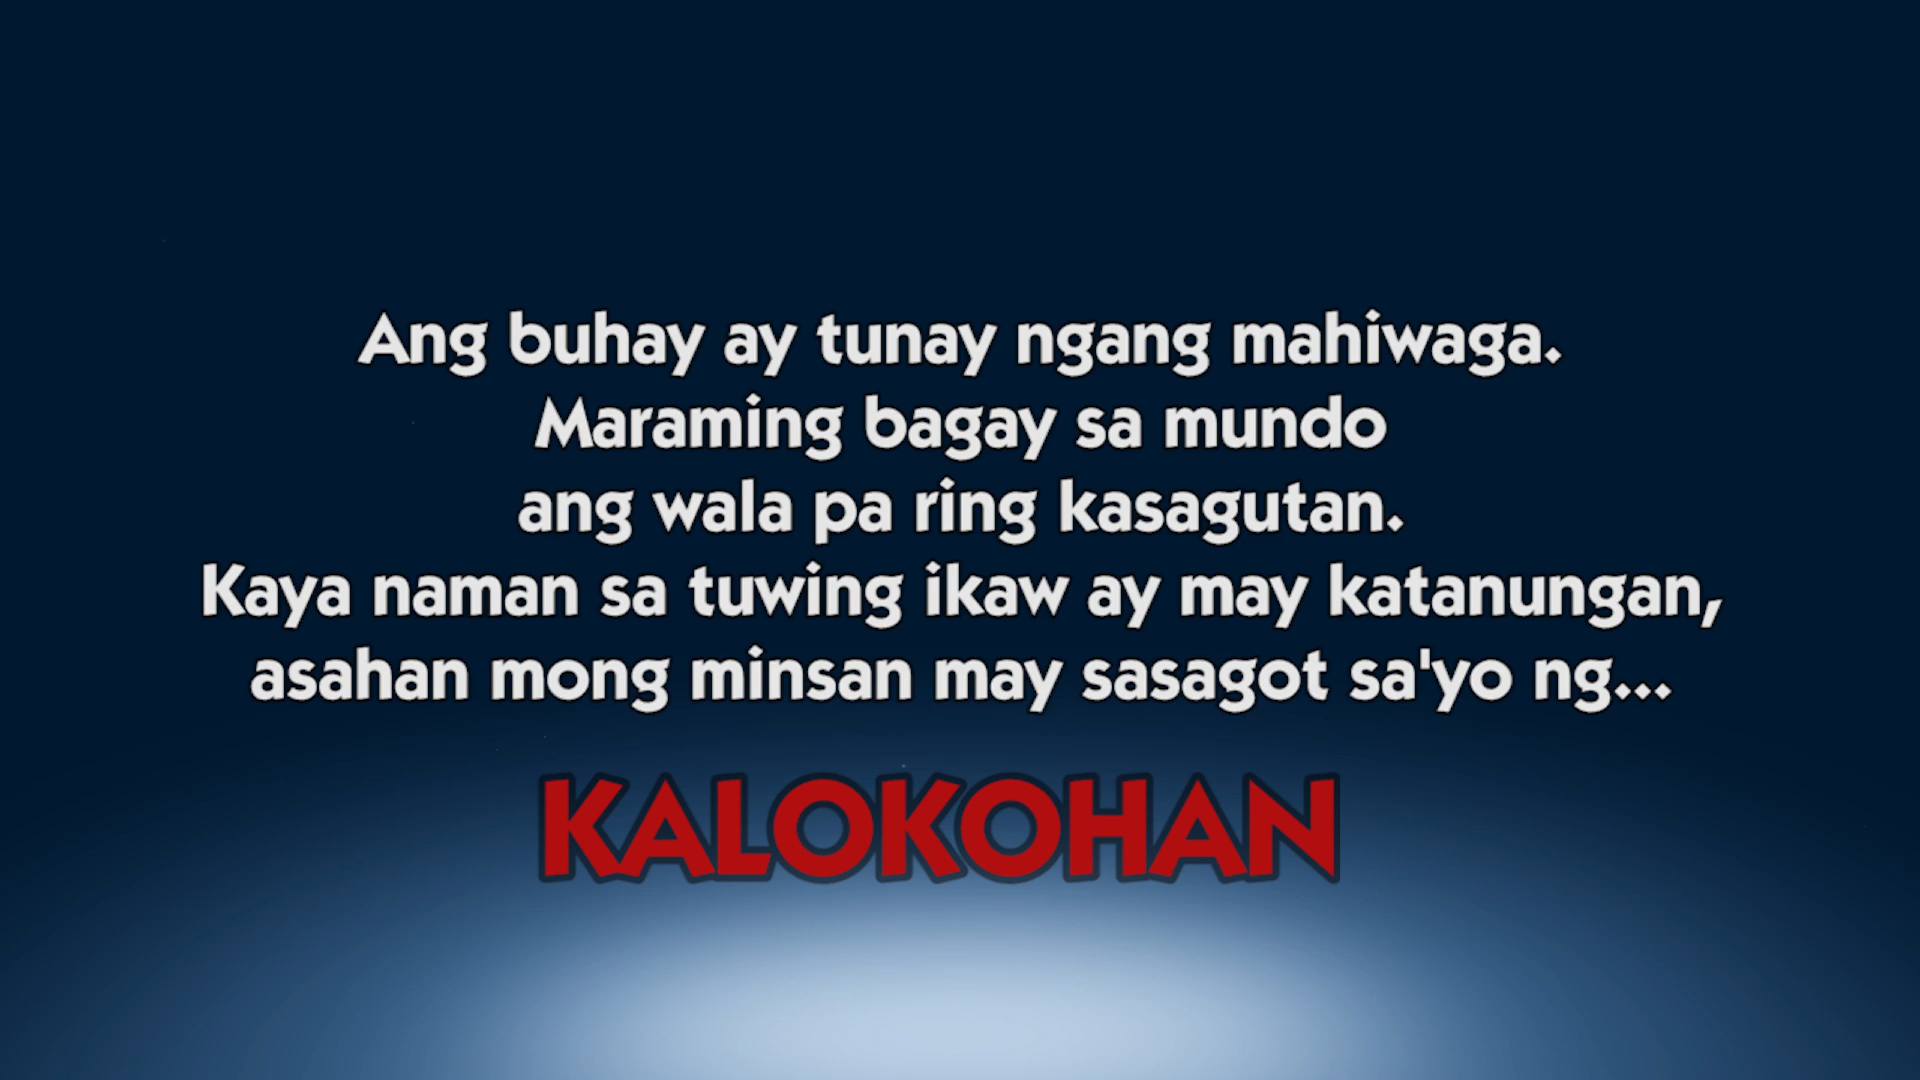 Ang buhay ay tunay ngang mahiwaga.
Maraming bagay sa mundo
ang wala pa ring kasagutan.
Kaya naman sa tuwing ikaw ay may katanungan,
asahan mong minsan may sasagot sa'yo ng...
KALOKOHAN